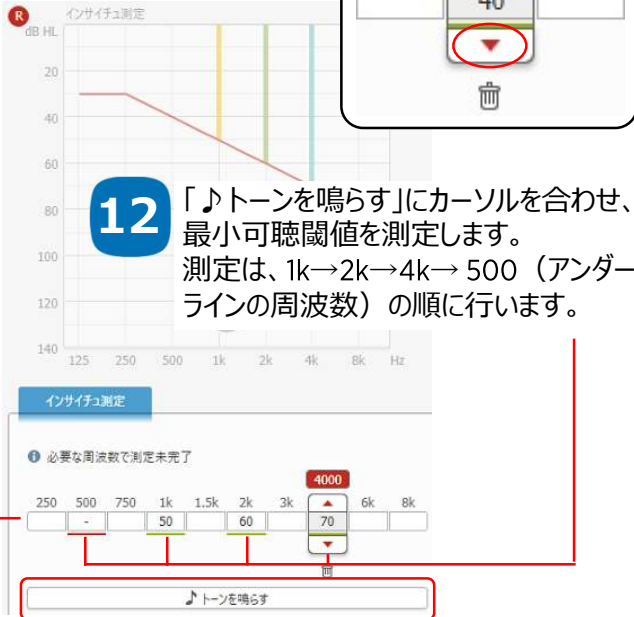 R
インサイチュ測定
dB HL
20
40
60
80
100
120
140
125 250 500 1k 2k 4k 8k Hz
40
12
「♪トーンを鳴らす」にカーソルを合わせ、
最小可聴閾値を測定します。
測定は、1k→2k→4k→ 500（アンダー
ラインの周波数）の順に行います。
インサイチュ測定
必要な周波数で測定未完了
4000
250 500 750 1k 1.5k 2k 3k 6k 8k
- 50 60 70
♪ トーンを鳴らす